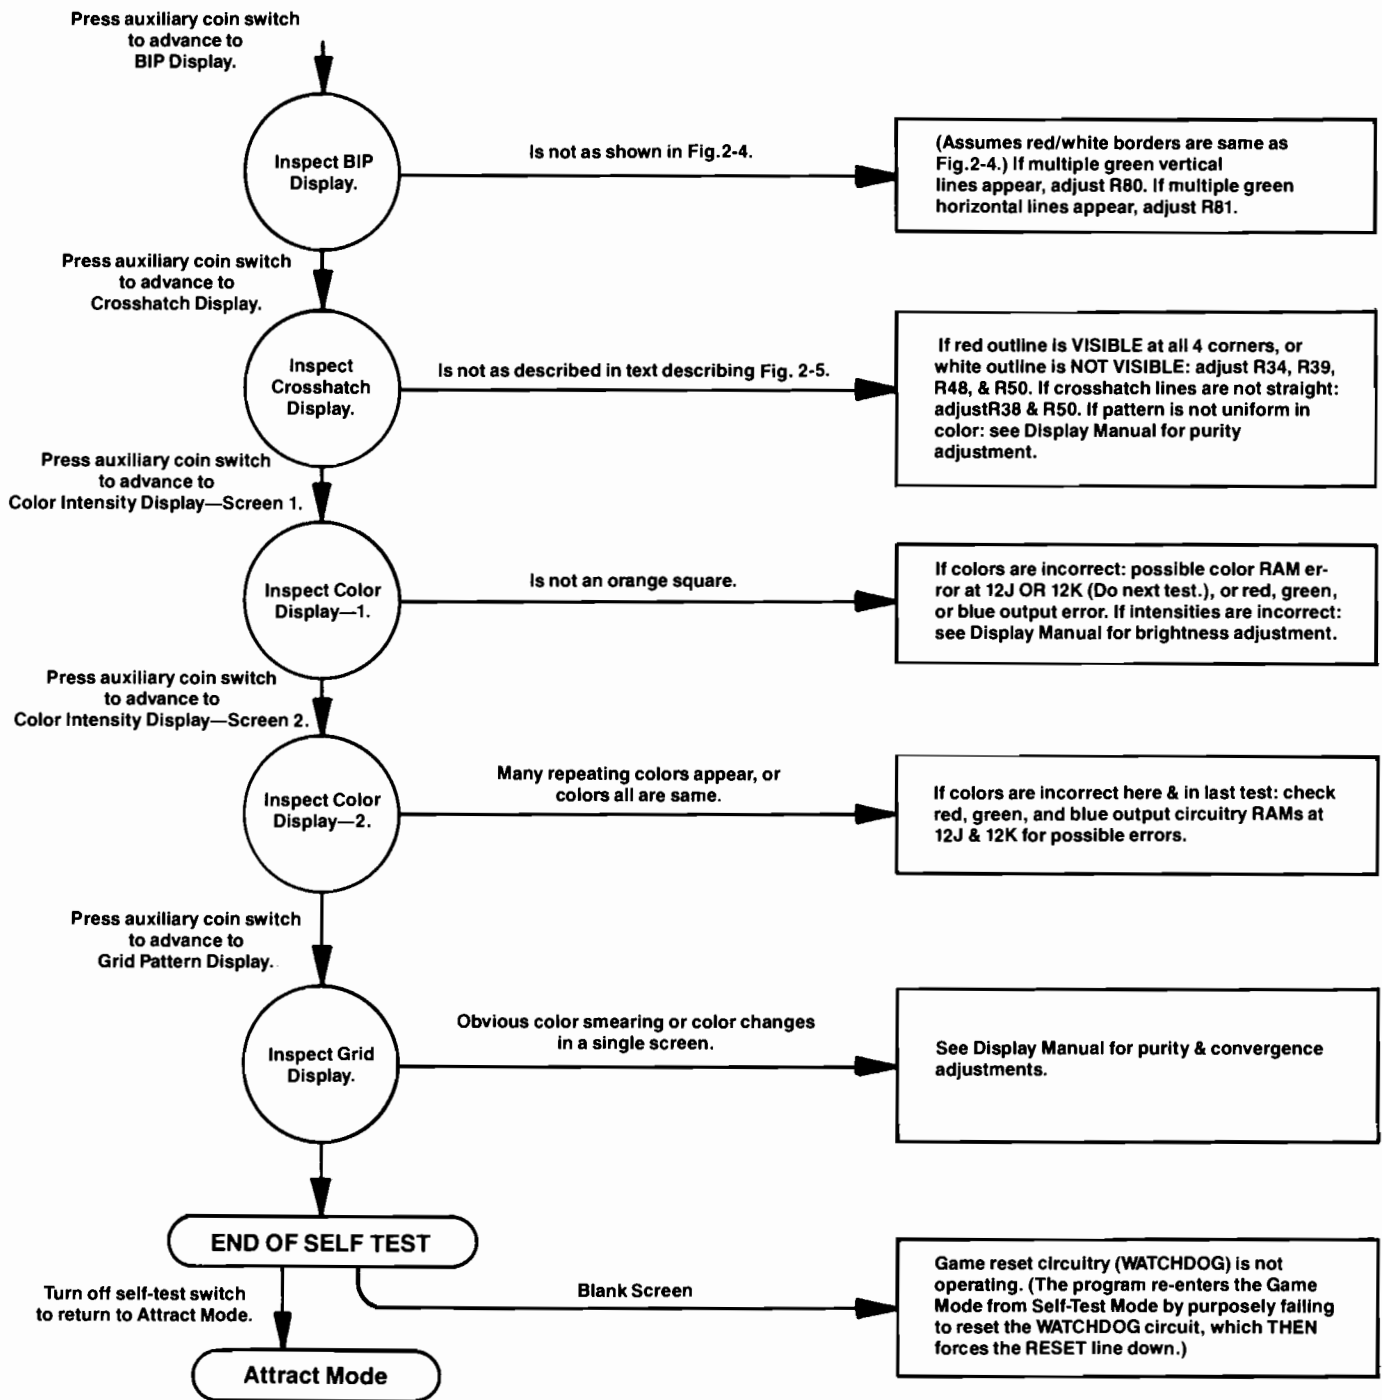 Press auxiliary coin switch
to advance to
BIP Display.
Inspect BIP
Display.
Is not as shown in Fig.2-4.
(Assumes red/white borders are same as
Fig.2-4.) If multiple green vertical
lines appear, adjust R80. If multiple green
horizontal lines appear, adjust R81.
Press auxiliary coin switch
to advance to
Crosshatch Display.
Inspect
Crosshatch
Display.
Is not as described in text describing Fig. 2-5.
If red outline is VISIBLE at all 4 corners, or
white outline is NOT VISIBLE: adjust R34, R39,
R48, & R50. If crosshatch lines are not straight:
adjustR38 & R50. If pattern is not uniform in
color: see Display Manual for purity
adjustment.
Press auxiliary coin switch
to advance to
Color Intensity Display—Screen 1.
Inspect Color
Display—1.
Is not an orange square.
If colors are incorrect: possible color RAM er-
ror at 12J OR 12K (Do next test.), or red, green,
or blue output error. If intensities are incorrect:
see Display Manual for brightness adjustment.
Press auxiliary coin switch
to advance to
Color Intensity Display—Screen 2.
Inspect Color
Display—2.
Many repeating colors appear, or
colors all are same.
If colors are incorrect here & in last test: check
red, green, and blue output circuitry RAMs at
12J & 12K for possible errors.
Press auxiliary coin switch
to advance to
Grid Pattern Display.
Inspect Grid
Display.
Obvious color smearing or color changes
in a single screen.
See Display Manual for purity & convergence
adjustments.
END OF SELF TEST
Turn off self-test switch
to return to Attract Mode.
Blank Screen
Game reset circuitry (WATCHDOG) is not
operating. (The program re-enters the Game
Mode from Self-Test Mode by purposely failing
to reset the WATCHDOG circuit, which THEN
forces the RESET line down.)
Attract Mode